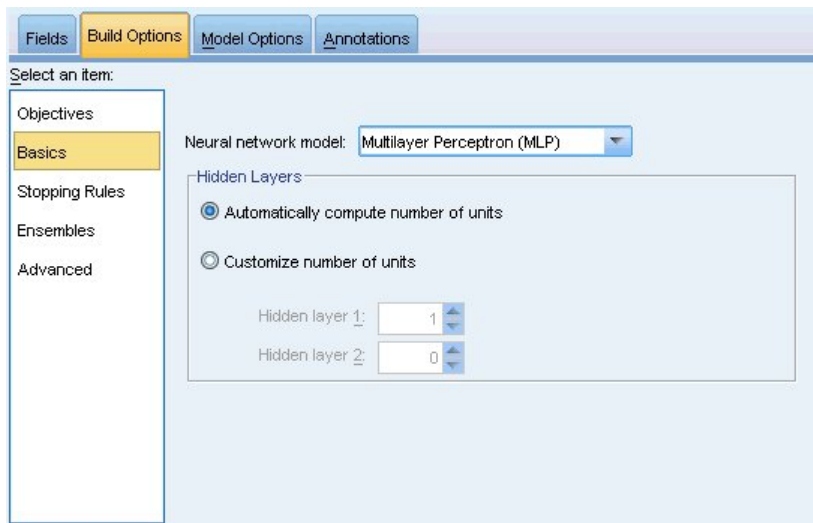 Fields Build Options Model Options Annotations
Select an item:
Objectives
Basics
Stopping Rules
Ensembles
Advanced
Neural network model: Multilayer Perceptron (MLP)
Hidden Layers
Automatically compute number of units
Customize number of units
Hidden layer 1: 1
Hidden layer 2: 0